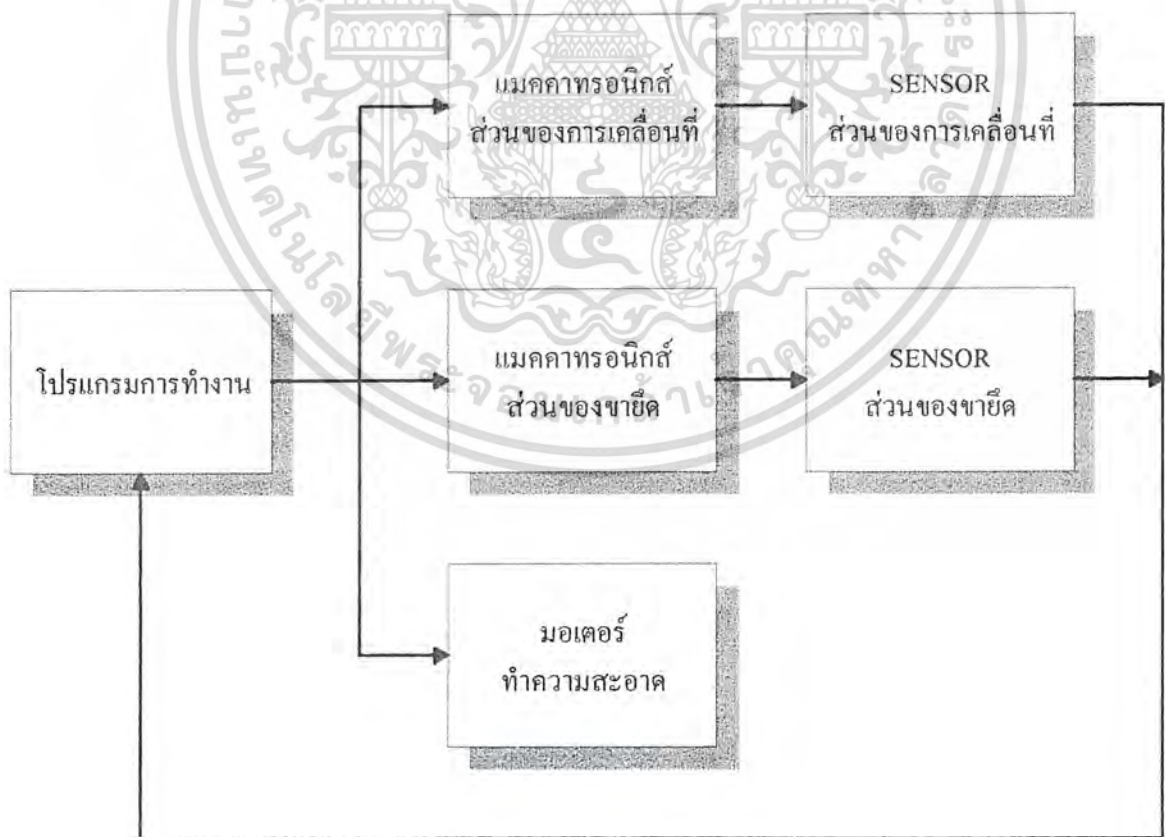 แมคคาทรอนิกส์
ส่วนของการเคลื่อนที่
SENSOR
ส่วนของการเคลื่อนที่
โปรแกรมการทำงาน
แมคคาทรอนิกส์
ส่วนของขายึด
SENSOR
ส่วนของขายึด
มอเตอร์
ทำความสะอาด